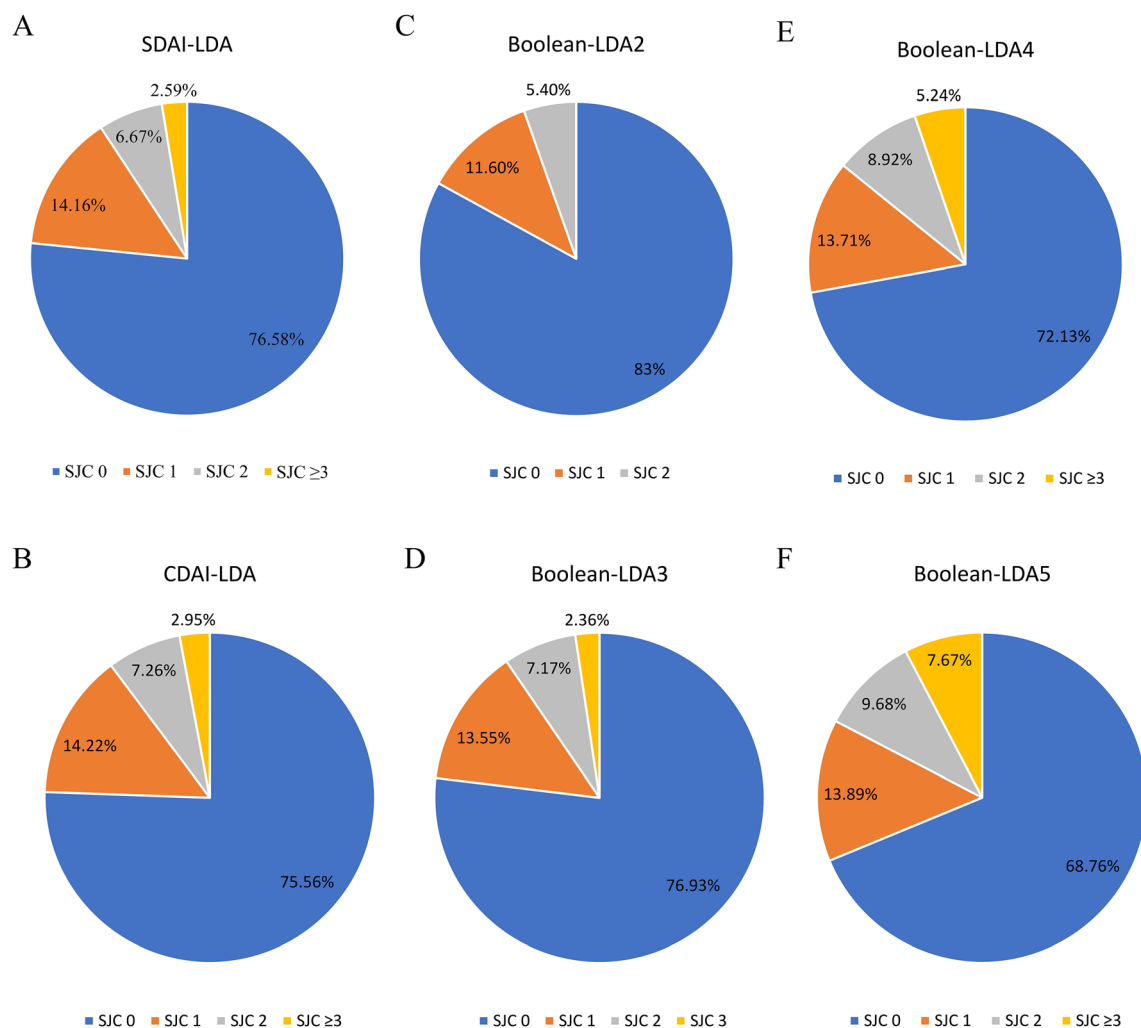 A
SDAI-LDA
2.59%
6.67%
14.16%
76.58%
SJC 0 SJC 1 SJC 2 SJC ≥3
C
Boolean-LDA2
5.40%
11.60%
83%
SJC 0 SJC 1 SJC 2
E
Boolean-LDA4
5.24%
8.92%
13.71%
72.13%
SJC 0 SJC 1 SJC 2 SJC ≥3
B
CDAI-LDA
2.95%
7.26%
14.22%
75.56%
SJC 0 SJC 1 SJC 2 SJC ≥3
D
Boolean-LDA3
2.36%
7.17%
13.55%
76.93%
SJC 0 SJC 1 SJC 2 SJC 3
F
Boolean-LDA5
7.67%
9.68%
13.89%
68.76%
SJC 0 SJC 1 SJC 2 SJC ≥3